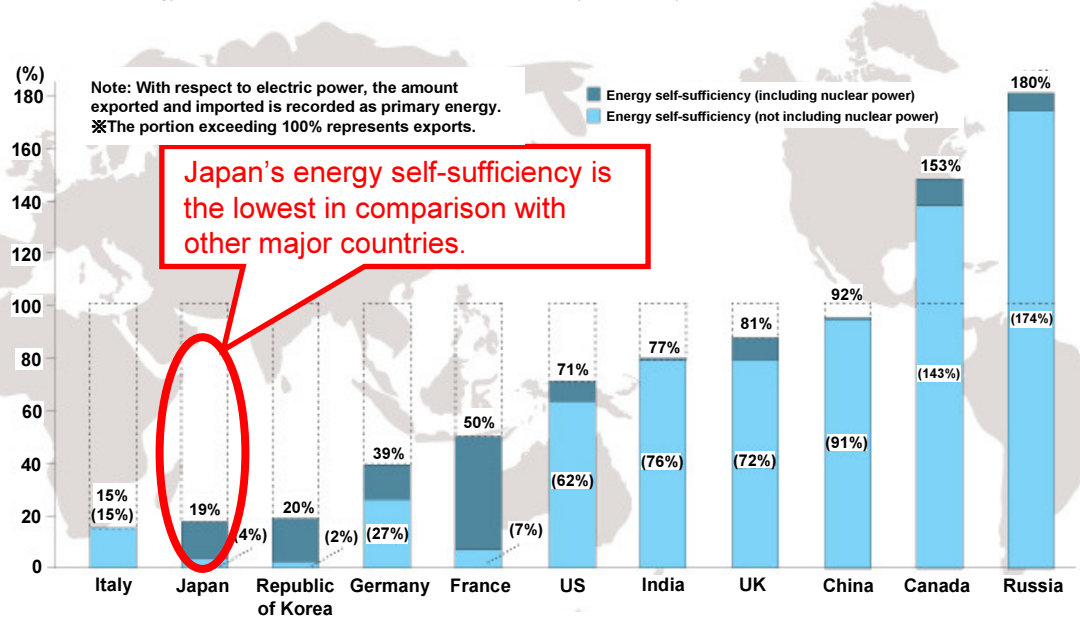 (%)
180
160
140
120
100
80
60
40
20
0
Note: With respect to electric power, the amount
exported and imported is recorded as primary energy.
※The portion exceeding 100% represents exports.
Energy self-sufficiency (including nuclear power)
Energy self-sufficiency (not including nuclear power)
Japan's energy self-sufficiency is
the lowest in comparison with
other major countries.
15%
(15%)
19%
(4%)
20%
(2%)
39%
(27%)
50%
(7%)
71%
(62%)
77%
(76%)
81%
(72%)
92%
(91%)
153%
(143%)
180%
(174%)
Italy
Japan
Republic
of Korea
Germany
France
US
India
UK
China
Canada
Russia